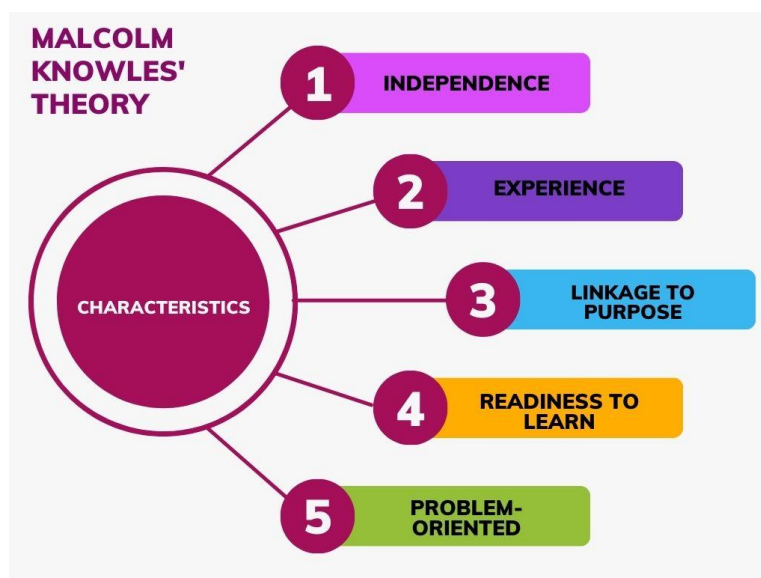 MALCOLM
KNOWLES'
THEORY
CHARACTERISTICS
1
INDEPENDENCE
2
EXPERIENCE
3
LINKAGE TO
PURPOSE
4
READINESS TO
LEARN
5
PROBLEM-
ORIENTED